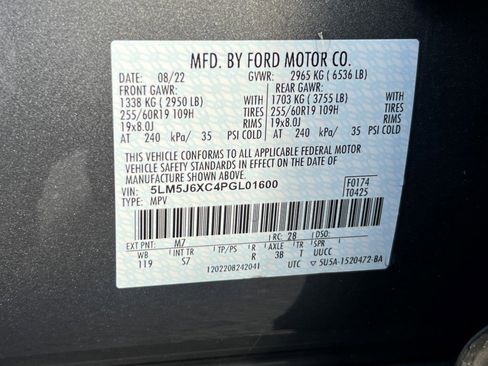 MFD. BY FORD MOTOR CO.
DATE: 08/22 GVWR: 2965 KG ( 6536 LB)
FRONT GAWR: REAR GAWR:
1338 KG ( 2950 LB) 1703 KG ( 3755 LB)
255/60R19 109H TIRES 255/60R19 109H TIRES
19x8.0J RIMS 19x8.0J RIMS
AT 240 kPa/ 35 PSI COLD AT 240 kPa/ 35 PSI COLD
THIS VEHICLE CONFORMS TO ALL APPLICABLE FEDERAL MOTOR
VEHICLE SAFETY STANDARDS IN EFFECT ON THE DATE OF
MANUFACTURE SHOWN ABOVE.
VIN: 5LM5J6XC4PGL01600 F0174
TYPE: MPV T0425
EXT PNT: M7 RC: 28 DSO:
WB INT TR TP/PS R AXLE TR SPR
119 S7 R 3B T UUCC
1202208242041 UTC 5U5A-1520472-BA